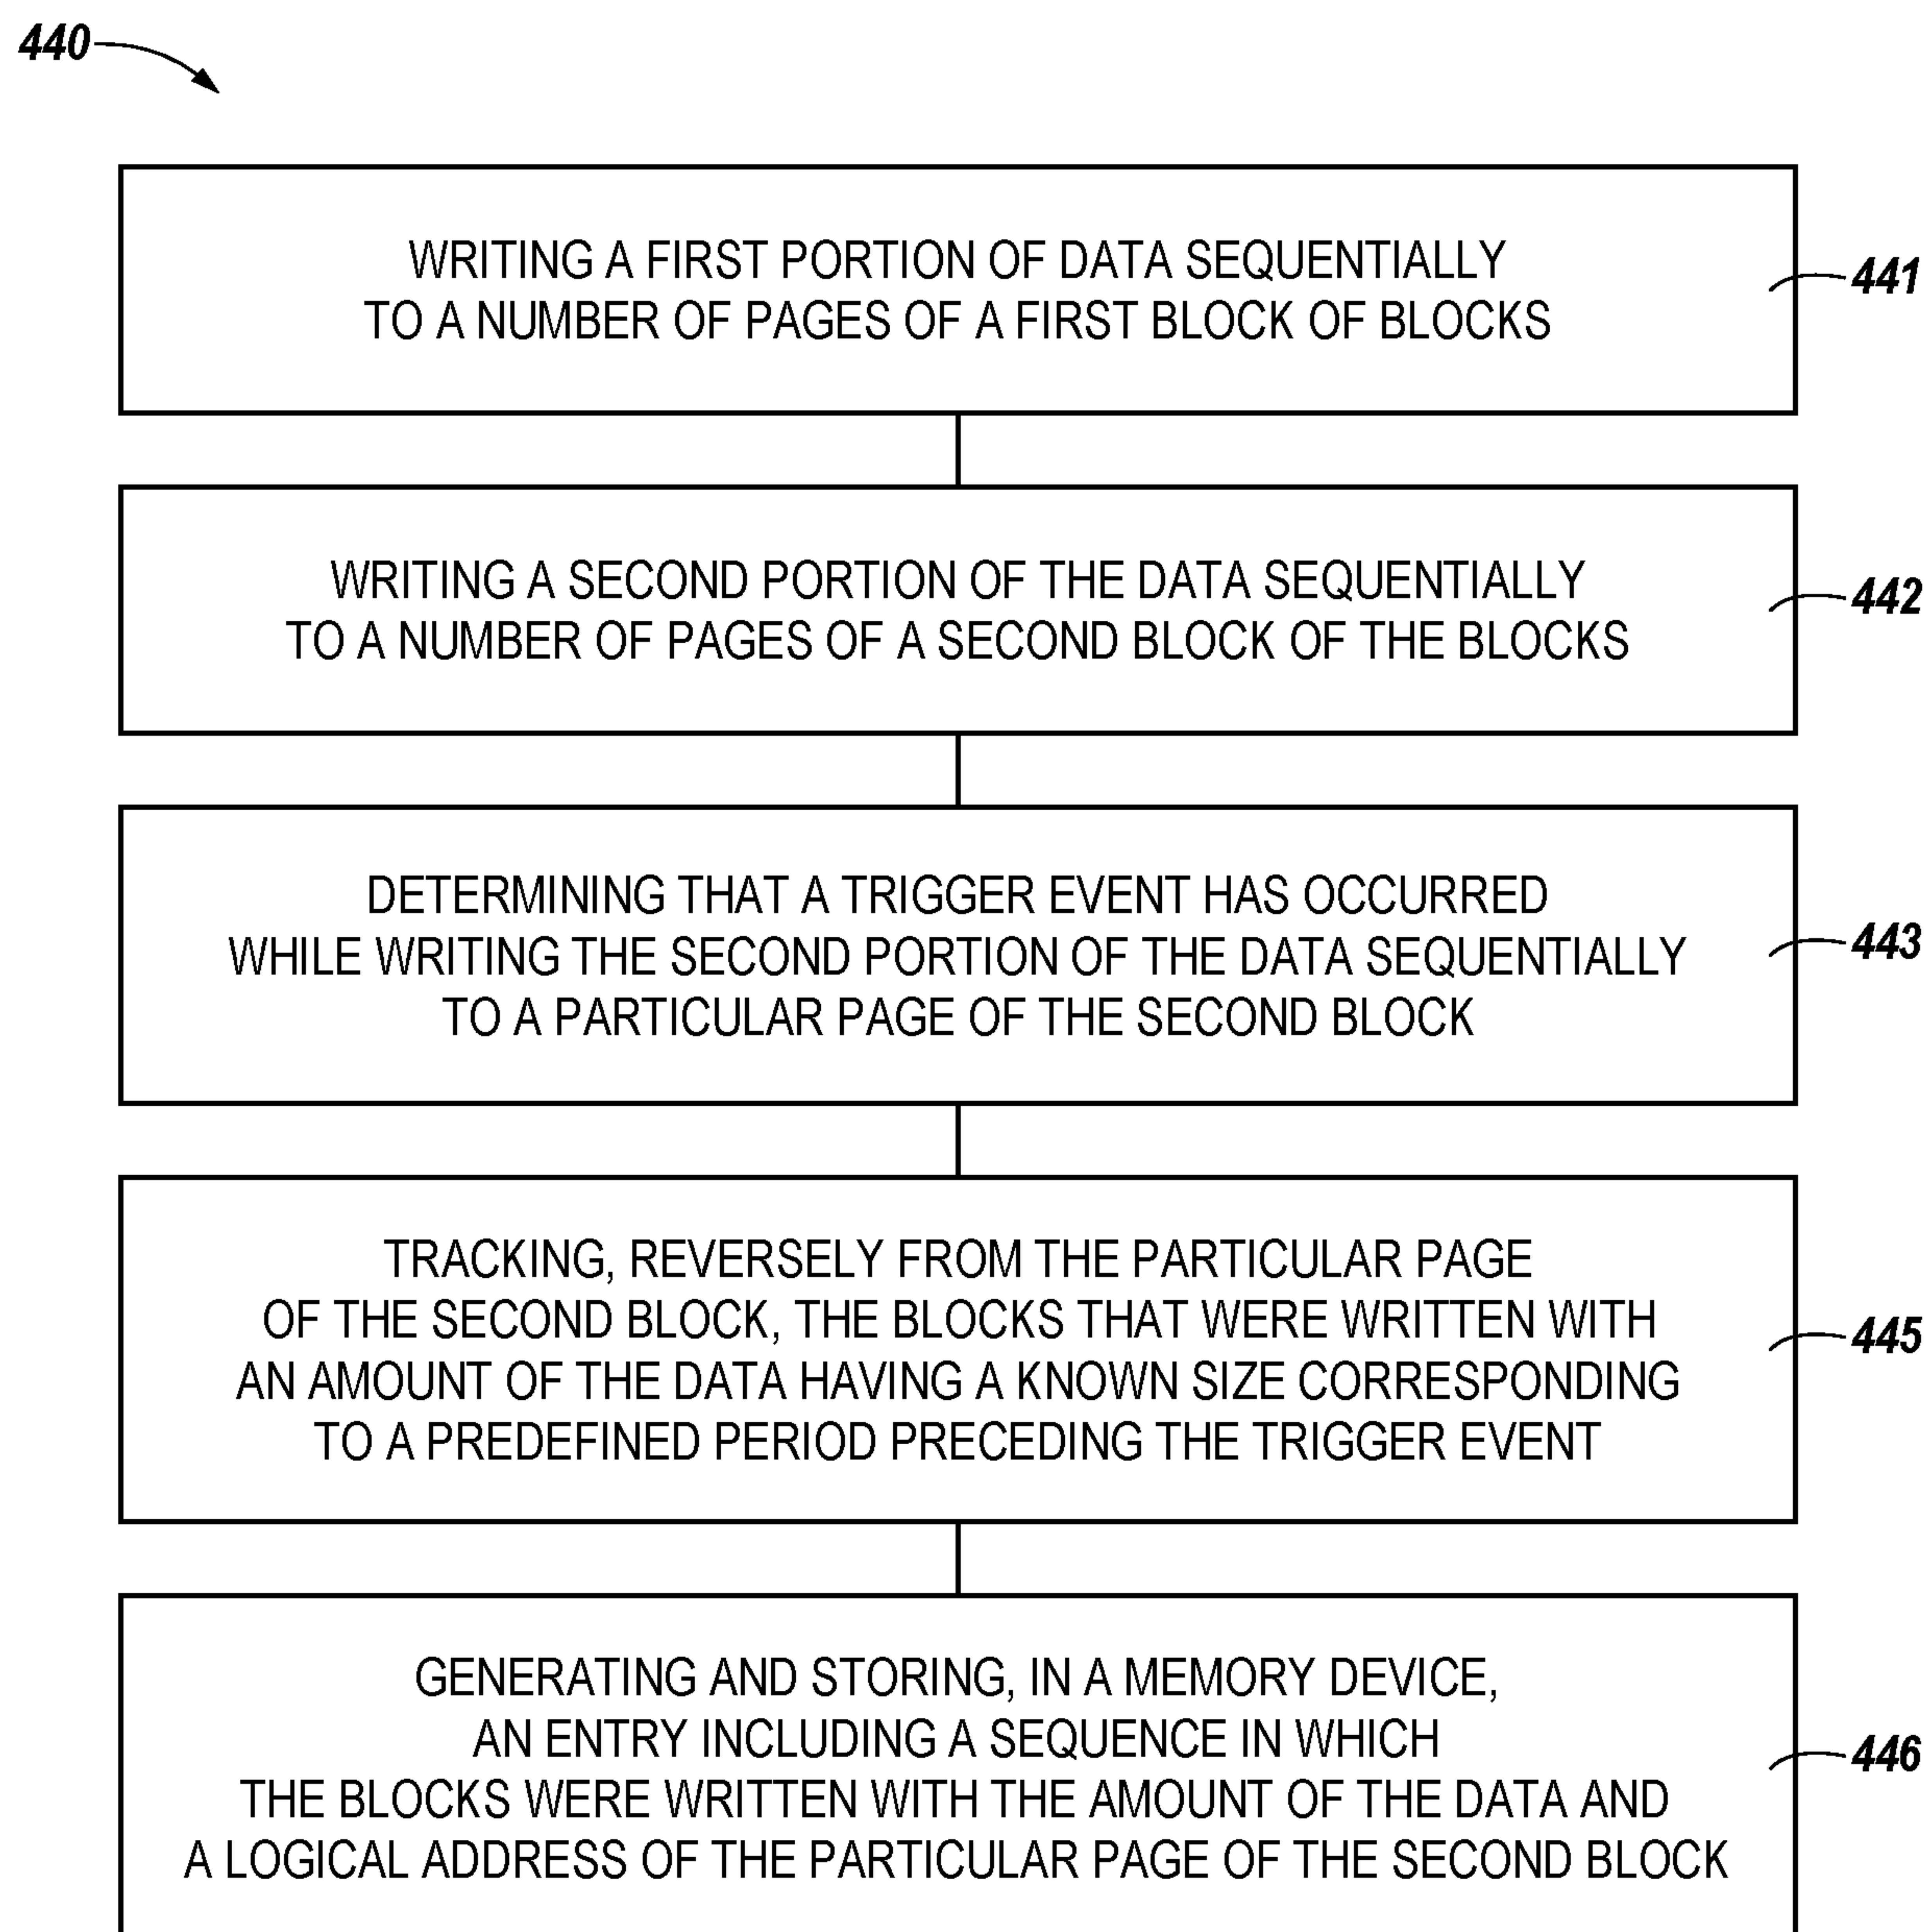 440
WRITING A FIRST PORTION OF DATA SEQUENTIALLY
TO A NUMBER OF PAGES OF A FIRST BLOCK OF BLOCKS
441
WRITING A SECOND PORTION OF THE DATA SEQUENTIALLY
TO A NUMBER OF PAGES OF A SECOND BLOCK OF THE BLOCKS
442
DETERMINING THAT A TRIGGER EVENT HAS OCCURRED
WHILE WRITING THE SECOND PORTION OF THE DATA SEQUENTIALLY
TO A PARTICULAR PAGE OF THE SECOND BLOCK
443
TRACKING, REVERSELY FROM THE PARTICULAR PAGE
OF THE SECOND BLOCK, THE BLOCKS THAT WERE WRITTEN WITH
AN AMOUNT OF THE DATA HAVING A KNOWN SIZE CORRESPONDING
TO A PREDEFINED PERIOD PRECEDING THE TRIGGER EVENT
445
GENERATING AND STORING, IN A MEMORY DEVICE,
AN ENTRY INCLUDING A SEQUENCE IN WHICH
THE BLOCKS WERE WRITTEN WITH THE AMOUNT OF THE DATA AND
A LOGICAL ADDRESS OF THE PARTICULAR PAGE OF THE SECOND BLOCK
446